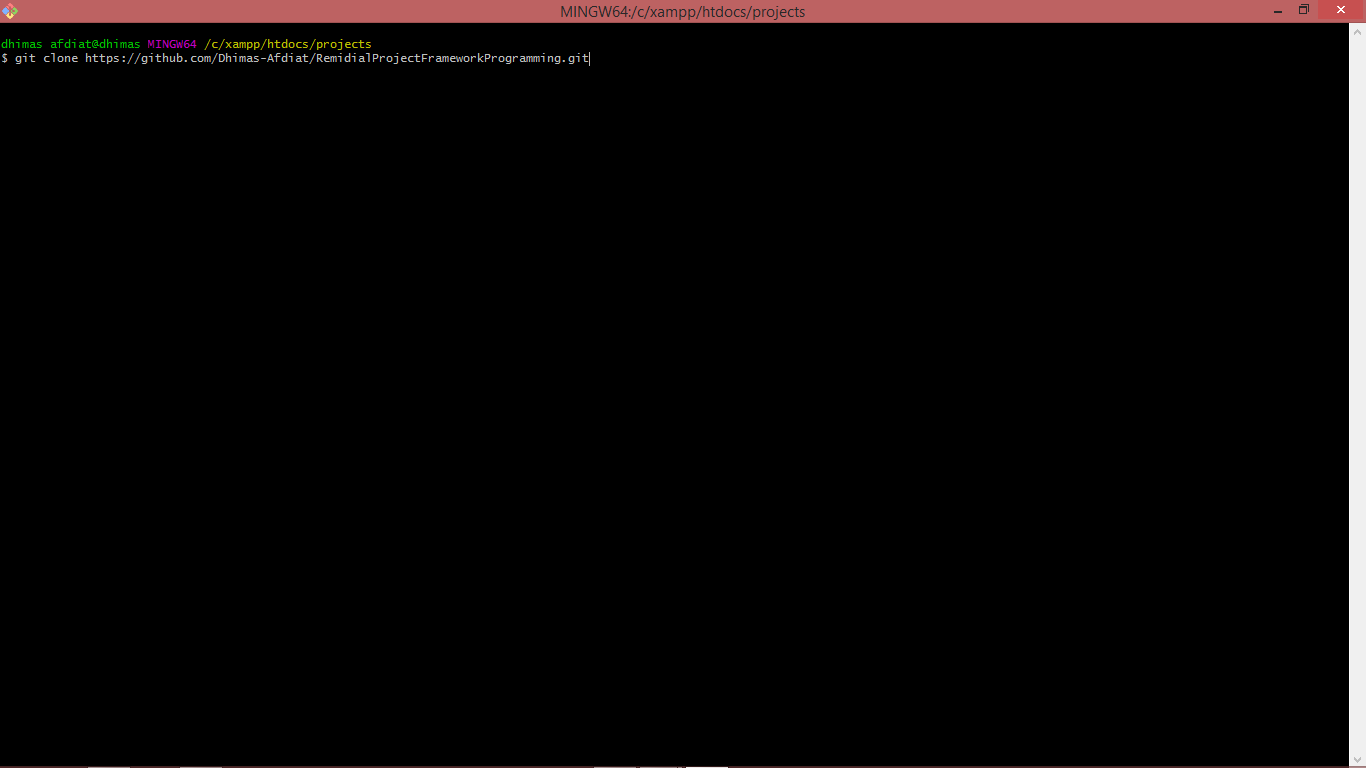 MINGW64:/c/xampp/htdocs/projects
dhimas afdiat@dhimas MINGW64 /c/xampp/htdocs/projects
$ git clone https://github.com/Dhimas-Afdiat/RemidialProjectFrameworkProgramming.git